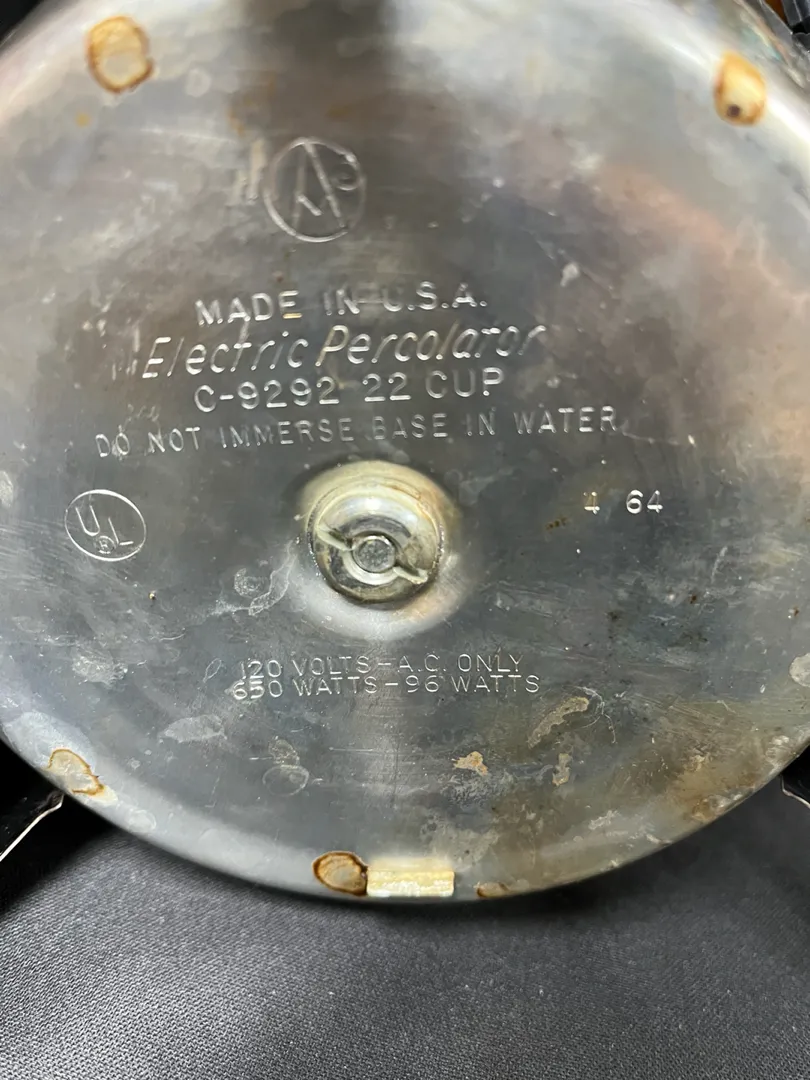 MADE IN U.S.A.
Electric Percolator
C-9292 22 CUP
DO NOT IMMERSE BASE IN WATER
4 64
UL
120 VOLTS-A.C. ONLY
650 WATTS-96 WATTS